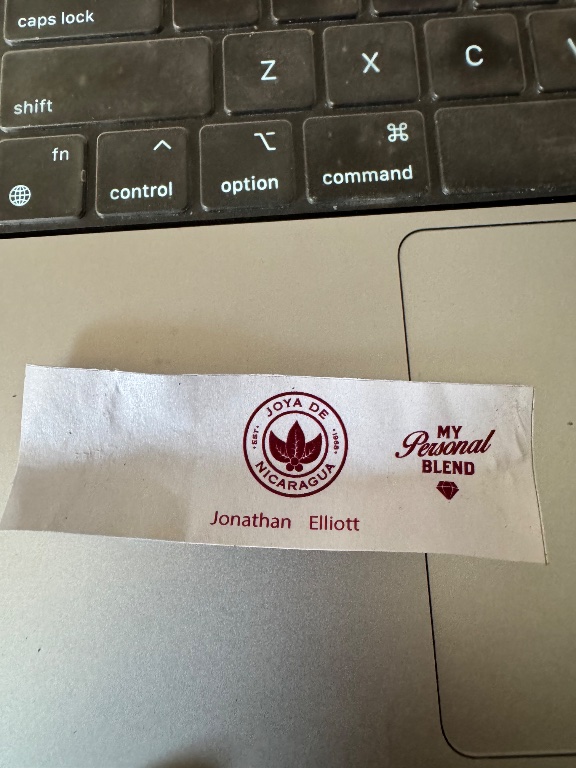 caps lock
Z
X
C
shift
fn
^
⌥
⌘
control
option
command
JOYA DE
NICARAGUA
·EST·
·1968·
MY
Personal
BLEND
Jonathan Elliott